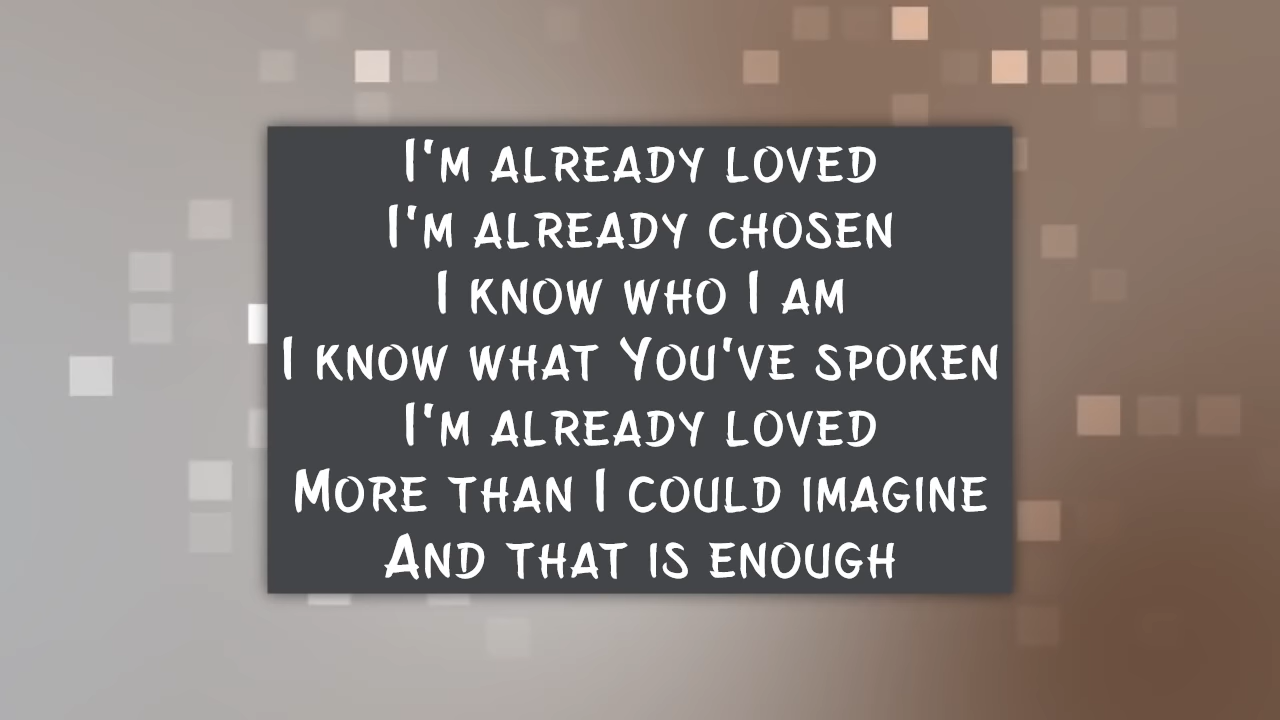 I'm already loved
I'm already chosen
I know who I am
I know what You've spoken
I'm already loved
More than I could imagine
And that is enough